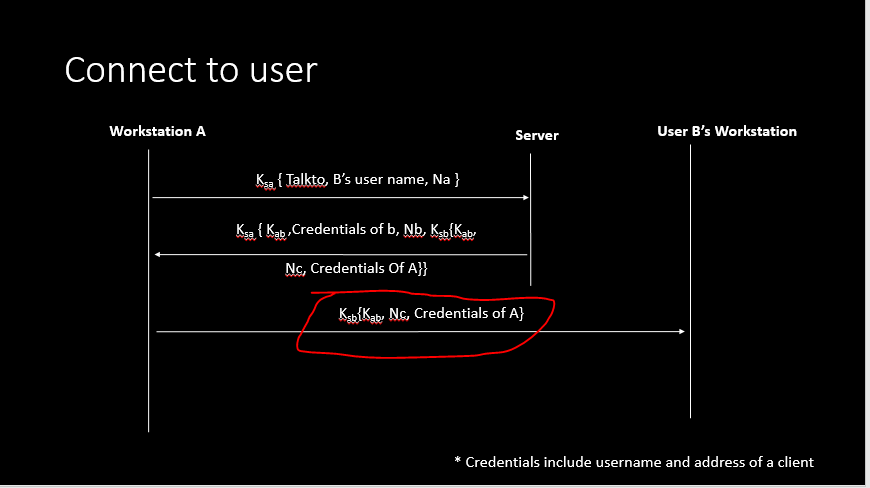 Connect to user
Workstation A
Server
User B's Workstation
Ksa { Talkto, B's user name, Na }
Ksa { Kab ,Credentials of b, Nb, Ksb{Kab,
Nc, Credentials Of A}}
Ksb{Kab, Nc, Credentials of A}
* Credentials include username and address of a client